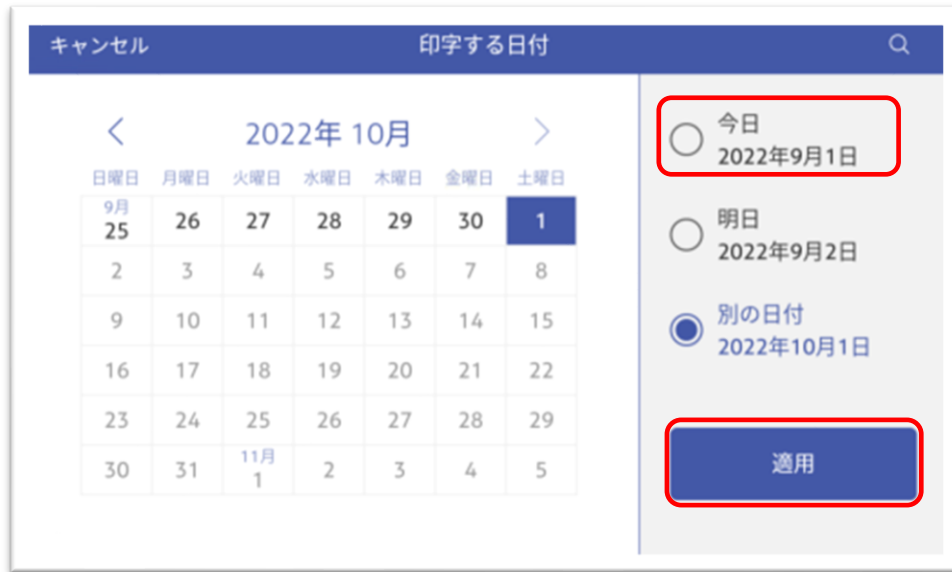 キャンセル 印字する日付
2022年 10月
日曜日 月曜日 火曜日 水曜日 木曜日 金曜日 土曜日
9月
25 26 27 28 29 30 1
2 3 4 5 6 7 8
9 10 11 12 13 14 15
16 17 18 19 20 21 22
23 24 25 26 27 28 29
11月
30 31 1 2 3 4 5
今日
2022年9月1日
明日
2022年9月2日
別の日付
2022年10月1日
適用